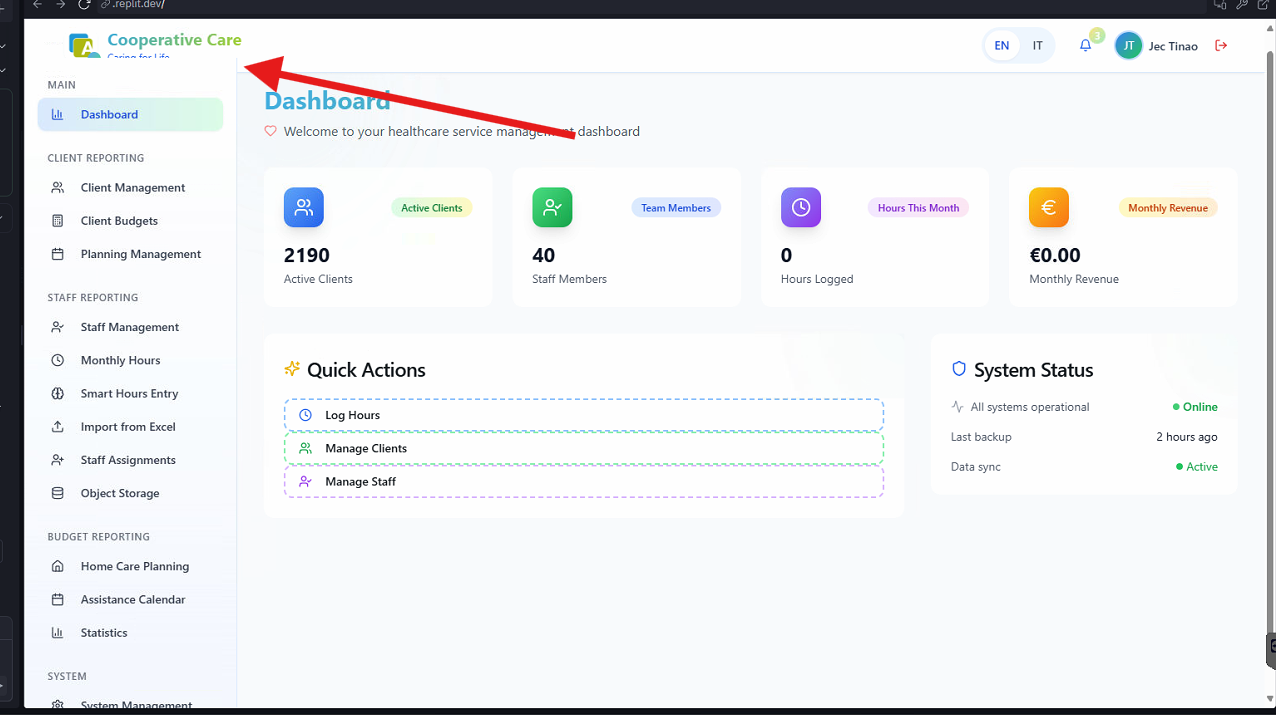 .replit.dev/
Cooperative Care
Caring for Life
EN IT
3
JT Jec Tinao
MAIN
Dashboard
CLIENT REPORTING
Client Management
Client Budgets
Planning Management
STAFF REPORTING
Staff Management
Monthly Hours
Smart Hours Entry
Import from Excel
Staff Assignments
Object Storage
BUDGET REPORTING
Home Care Planning
Assistance Calendar
Statistics
SYSTEM
System Management
Dashboard
Welcome to your healthcare service management dashboard
Active Clients
2190
Active Clients
Team Members
40
Staff Members
Hours This Month
0
Hours Logged
€ Monthly Revenue
€0.00
Monthly Revenue
Quick Actions
Log Hours
Manage Clients
Manage Staff
System Status
All systems operational Online
Last backup 2 hours ago
Data sync Active